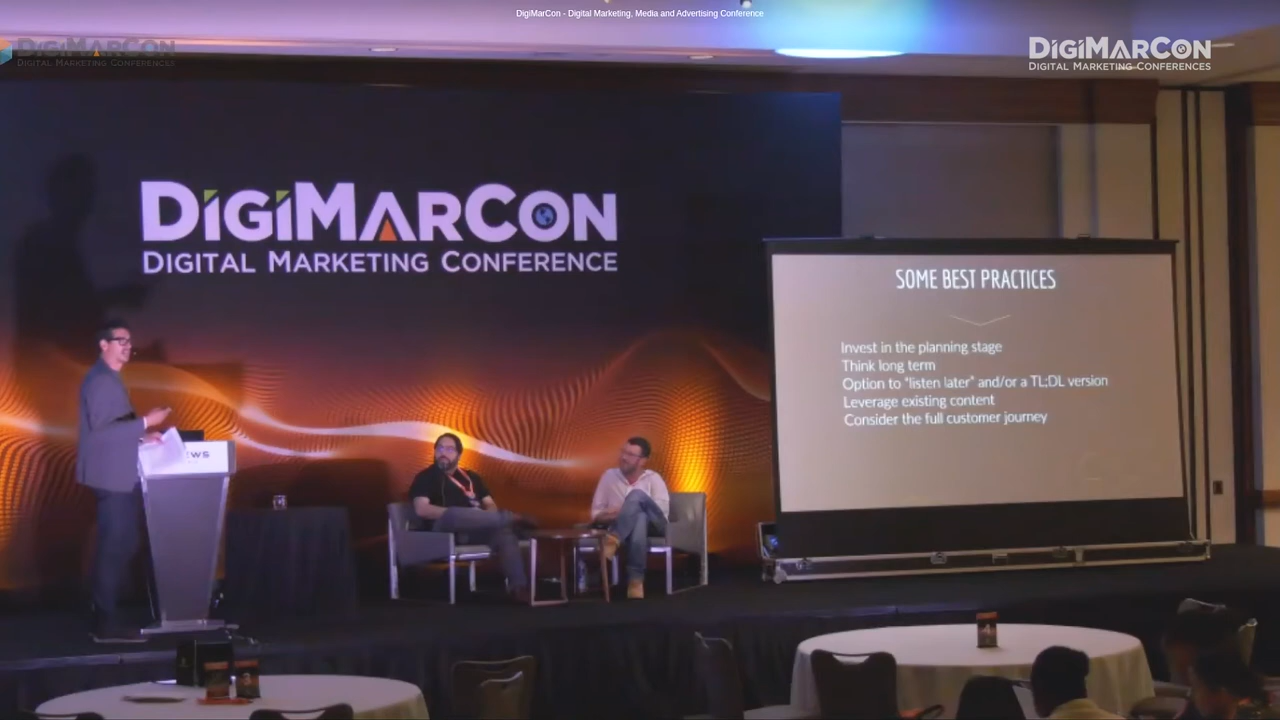 DigiMarCon - Digital Marketing, Media and Advertising Conference
DIGIMARCON
DIGITAL MARKETING CONFERENCES
DIGIMARCON
DIGITAL MARKETING CONFERENCES
DIGIMARCON
DIGITAL MARKETING CONFERENCE
SOME BEST PRACTICES
Invest in the planning stage
Think long term
Option to "listen later" and/or a TL;DL version
Leverage existing content
Consider the full customer journey